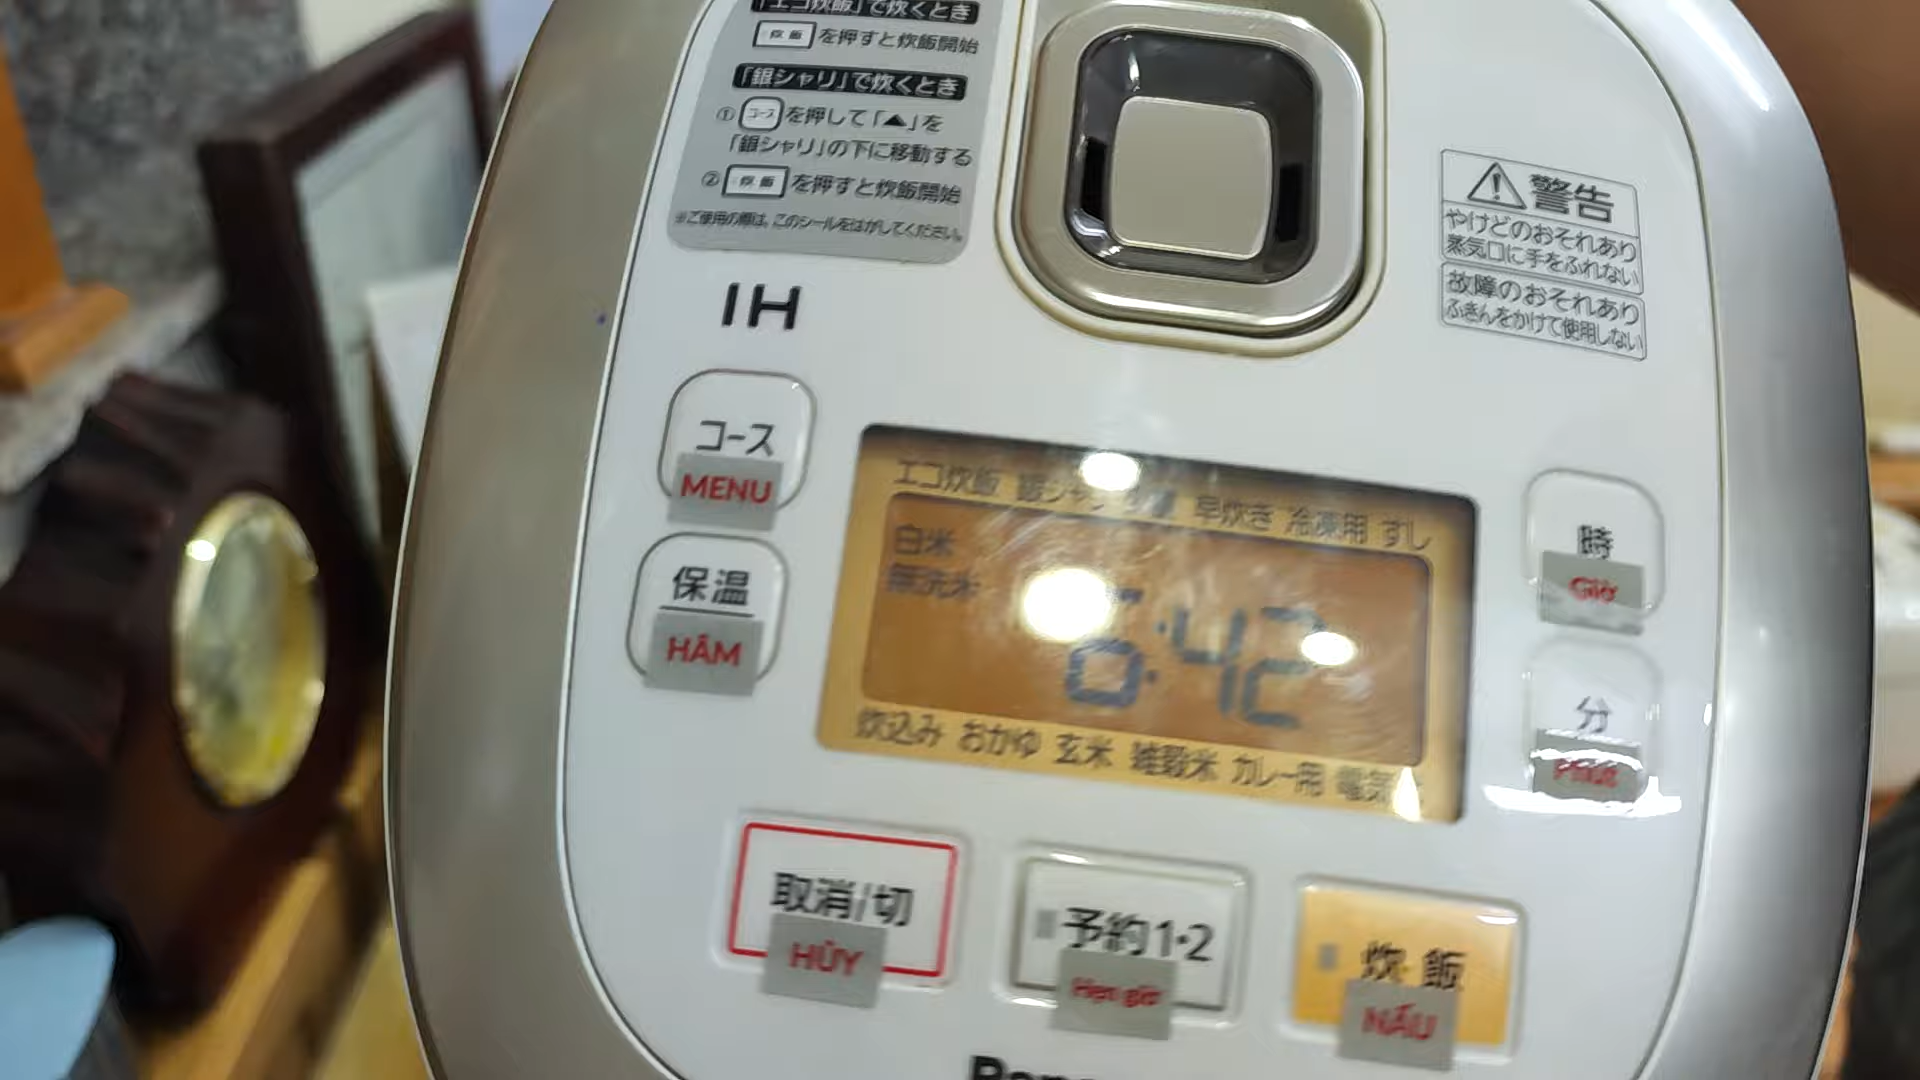 「エコ炊飯」で炊くとき
炊飯 を押すと炊飯開始
「銀シャリ」で炊くとき
① コース を押して「▲」を
「銀シャリ」の下に移動する
② 炊飯 を押すと炊飯開始
※ご使用の際は、このシールをはがしてください。
IH
⚠警告
やけどのおそれあり
蒸気口に手をふれない
故障のおそれあり
ふきんをかけて使用しない
コース
MENU
保温
HÂM
エコ炊飯 銀シャリ 早炊き 冷凍用 すし
白米
無洗米
6:42
炊込み おかゆ 玄米 雑穀米 カレー用
時
Giờ
分
Phút
取消/切
HỦY
予約1・2
Hẹn giờ
炊飯
NẤU